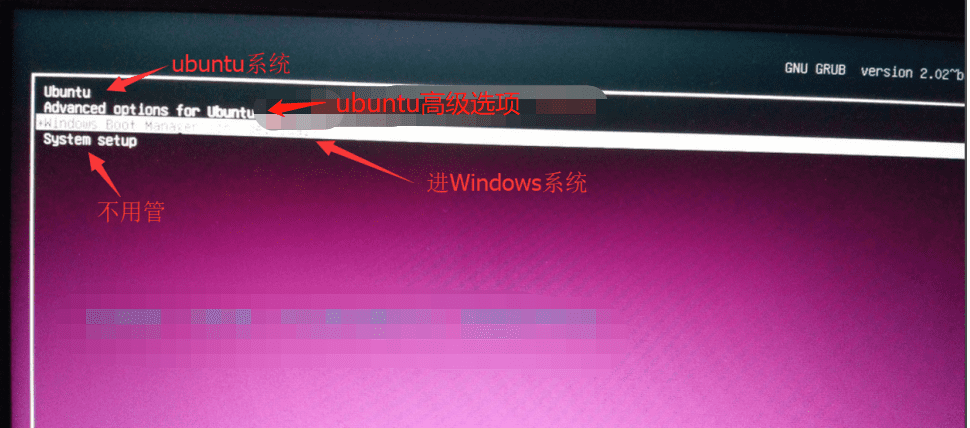 ubuntu系统
GNU GRUB version 2.02~b
Ubuntu
Advanced options for Ubuntu
ubuntu高级选项
*Windows Boot Manager
System setup
进Windows系统
不用管